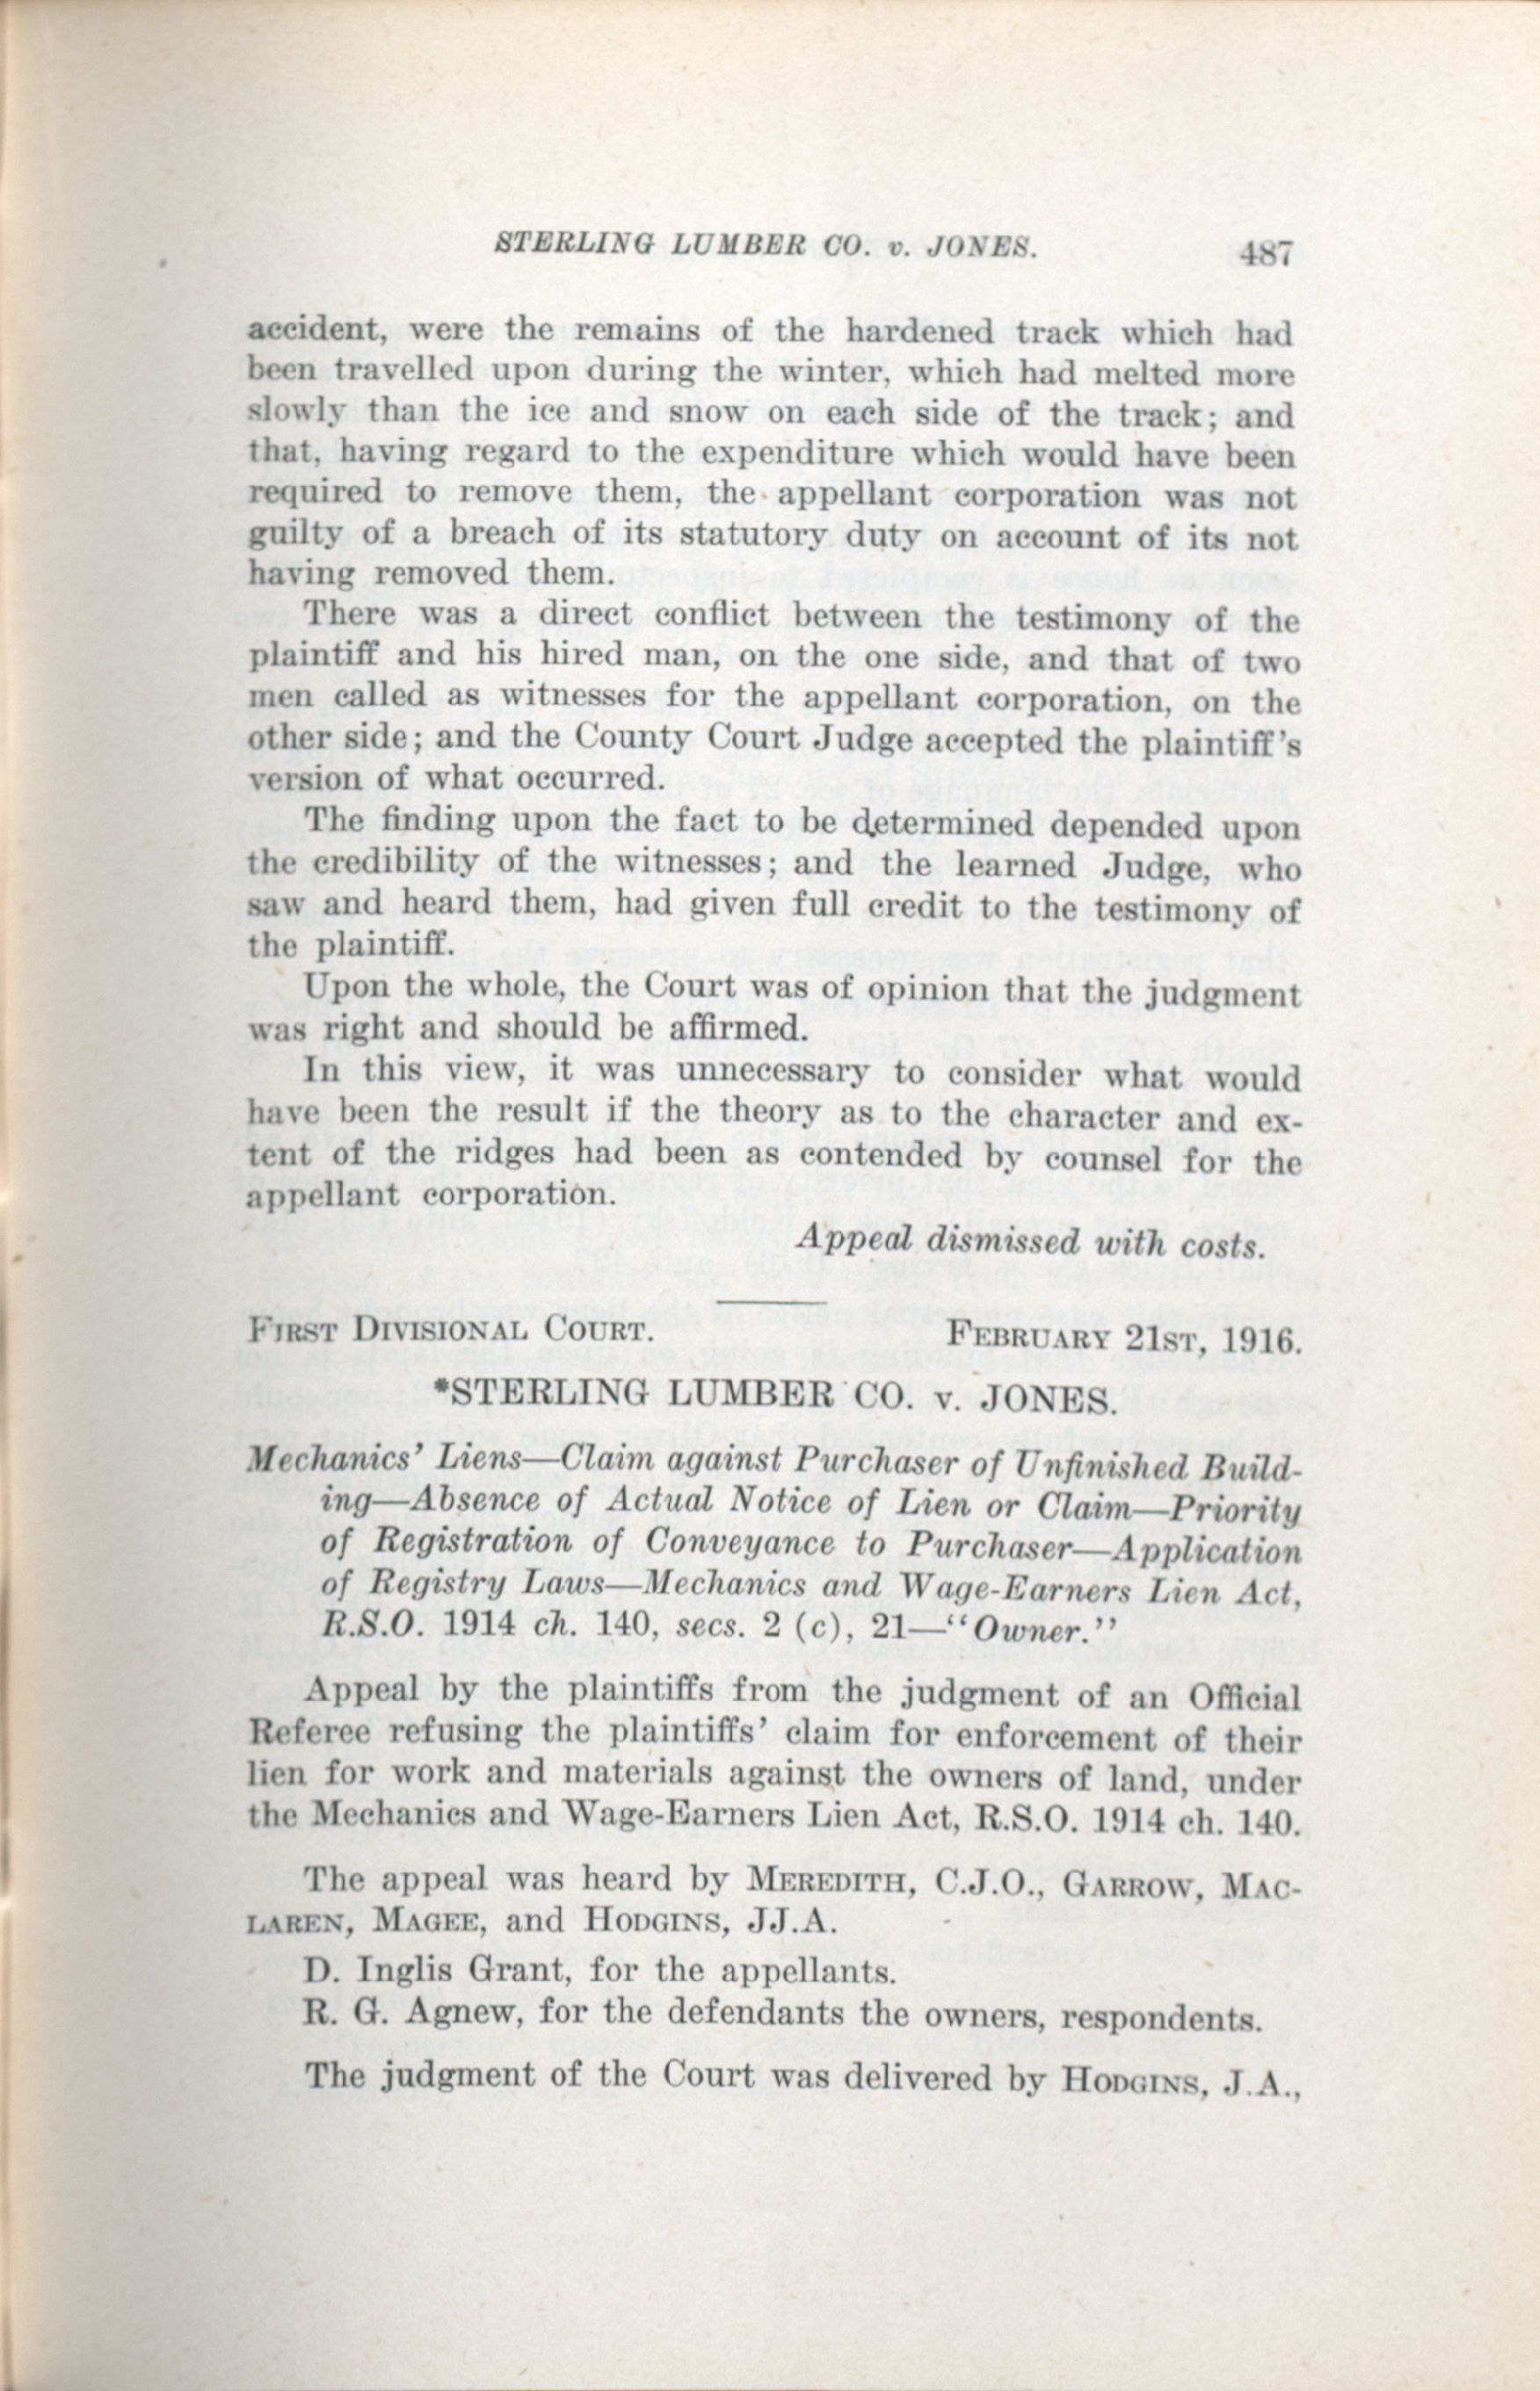 STERLING LUMBER CO. v. JONES. 487
accident, were the remains of the hardened track which had
been travelled upon during the winter, which had melted more
slowly than the ice and snow on each side of the track; and
that, having regard to the expenditure which would have been
required to remove them, the appellant corporation was not
guilty of a breach of its statutory duty on account of its not
having removed them.
There was a direct conflict between the testimony of the
plaintiff and his hired man, on the one side, and that of two
men called as witnesses for the appellant corporation, on the
other side; and the County Court Judge accepted the plaintiff's
version of what occurred.
The finding upon the fact to be determined depended upon
the credibility of the witnesses; and the learned Judge, who
saw and heard them, had given full credit to the testimony of
the plaintiff.
Upon the whole, the Court was of opinion that the judgment
was right and should be affirmed.
In this view, it was unnecessary to consider what would
have been the result if the theory as to the character and ex-
tent of the ridges had been as contended by counsel for the
appellant corporation.
Appeal dismissed with costs.
First Divisional Court. February 21st, 1916.
*STERLING LUMBER CO. v. JONES.
Mechanics' Liens—Claim against Purchaser of Unfinished Build-
ing—Absence of Actual Notice of Lien or Claim—Priority
of Registration of Conveyance to Purchaser—Application
of Registry Laws—Mechanics and Wage-Earners Lien Act,
R.S.O. 1914 ch. 140, secs. 2 (c), 21—"Owner."
Appeal by the plaintiffs from the judgment of an Official
Referee refusing the plaintiffs' claim for enforcement of their
lien for work and materials against the owners of land, under
the Mechanics and Wage-Earners Lien Act, R.S.O. 1914 ch. 140.
The appeal was heard by Meredith, C.J.O., Garrow, Mac-
laren, Magee, and Hodgins, JJ.A.
D. Inglis Grant, for the appellants.
R. G. Agnew, for the defendants the owners, respondents.
The judgment of the Court was delivered by Hodgins, J.A.,